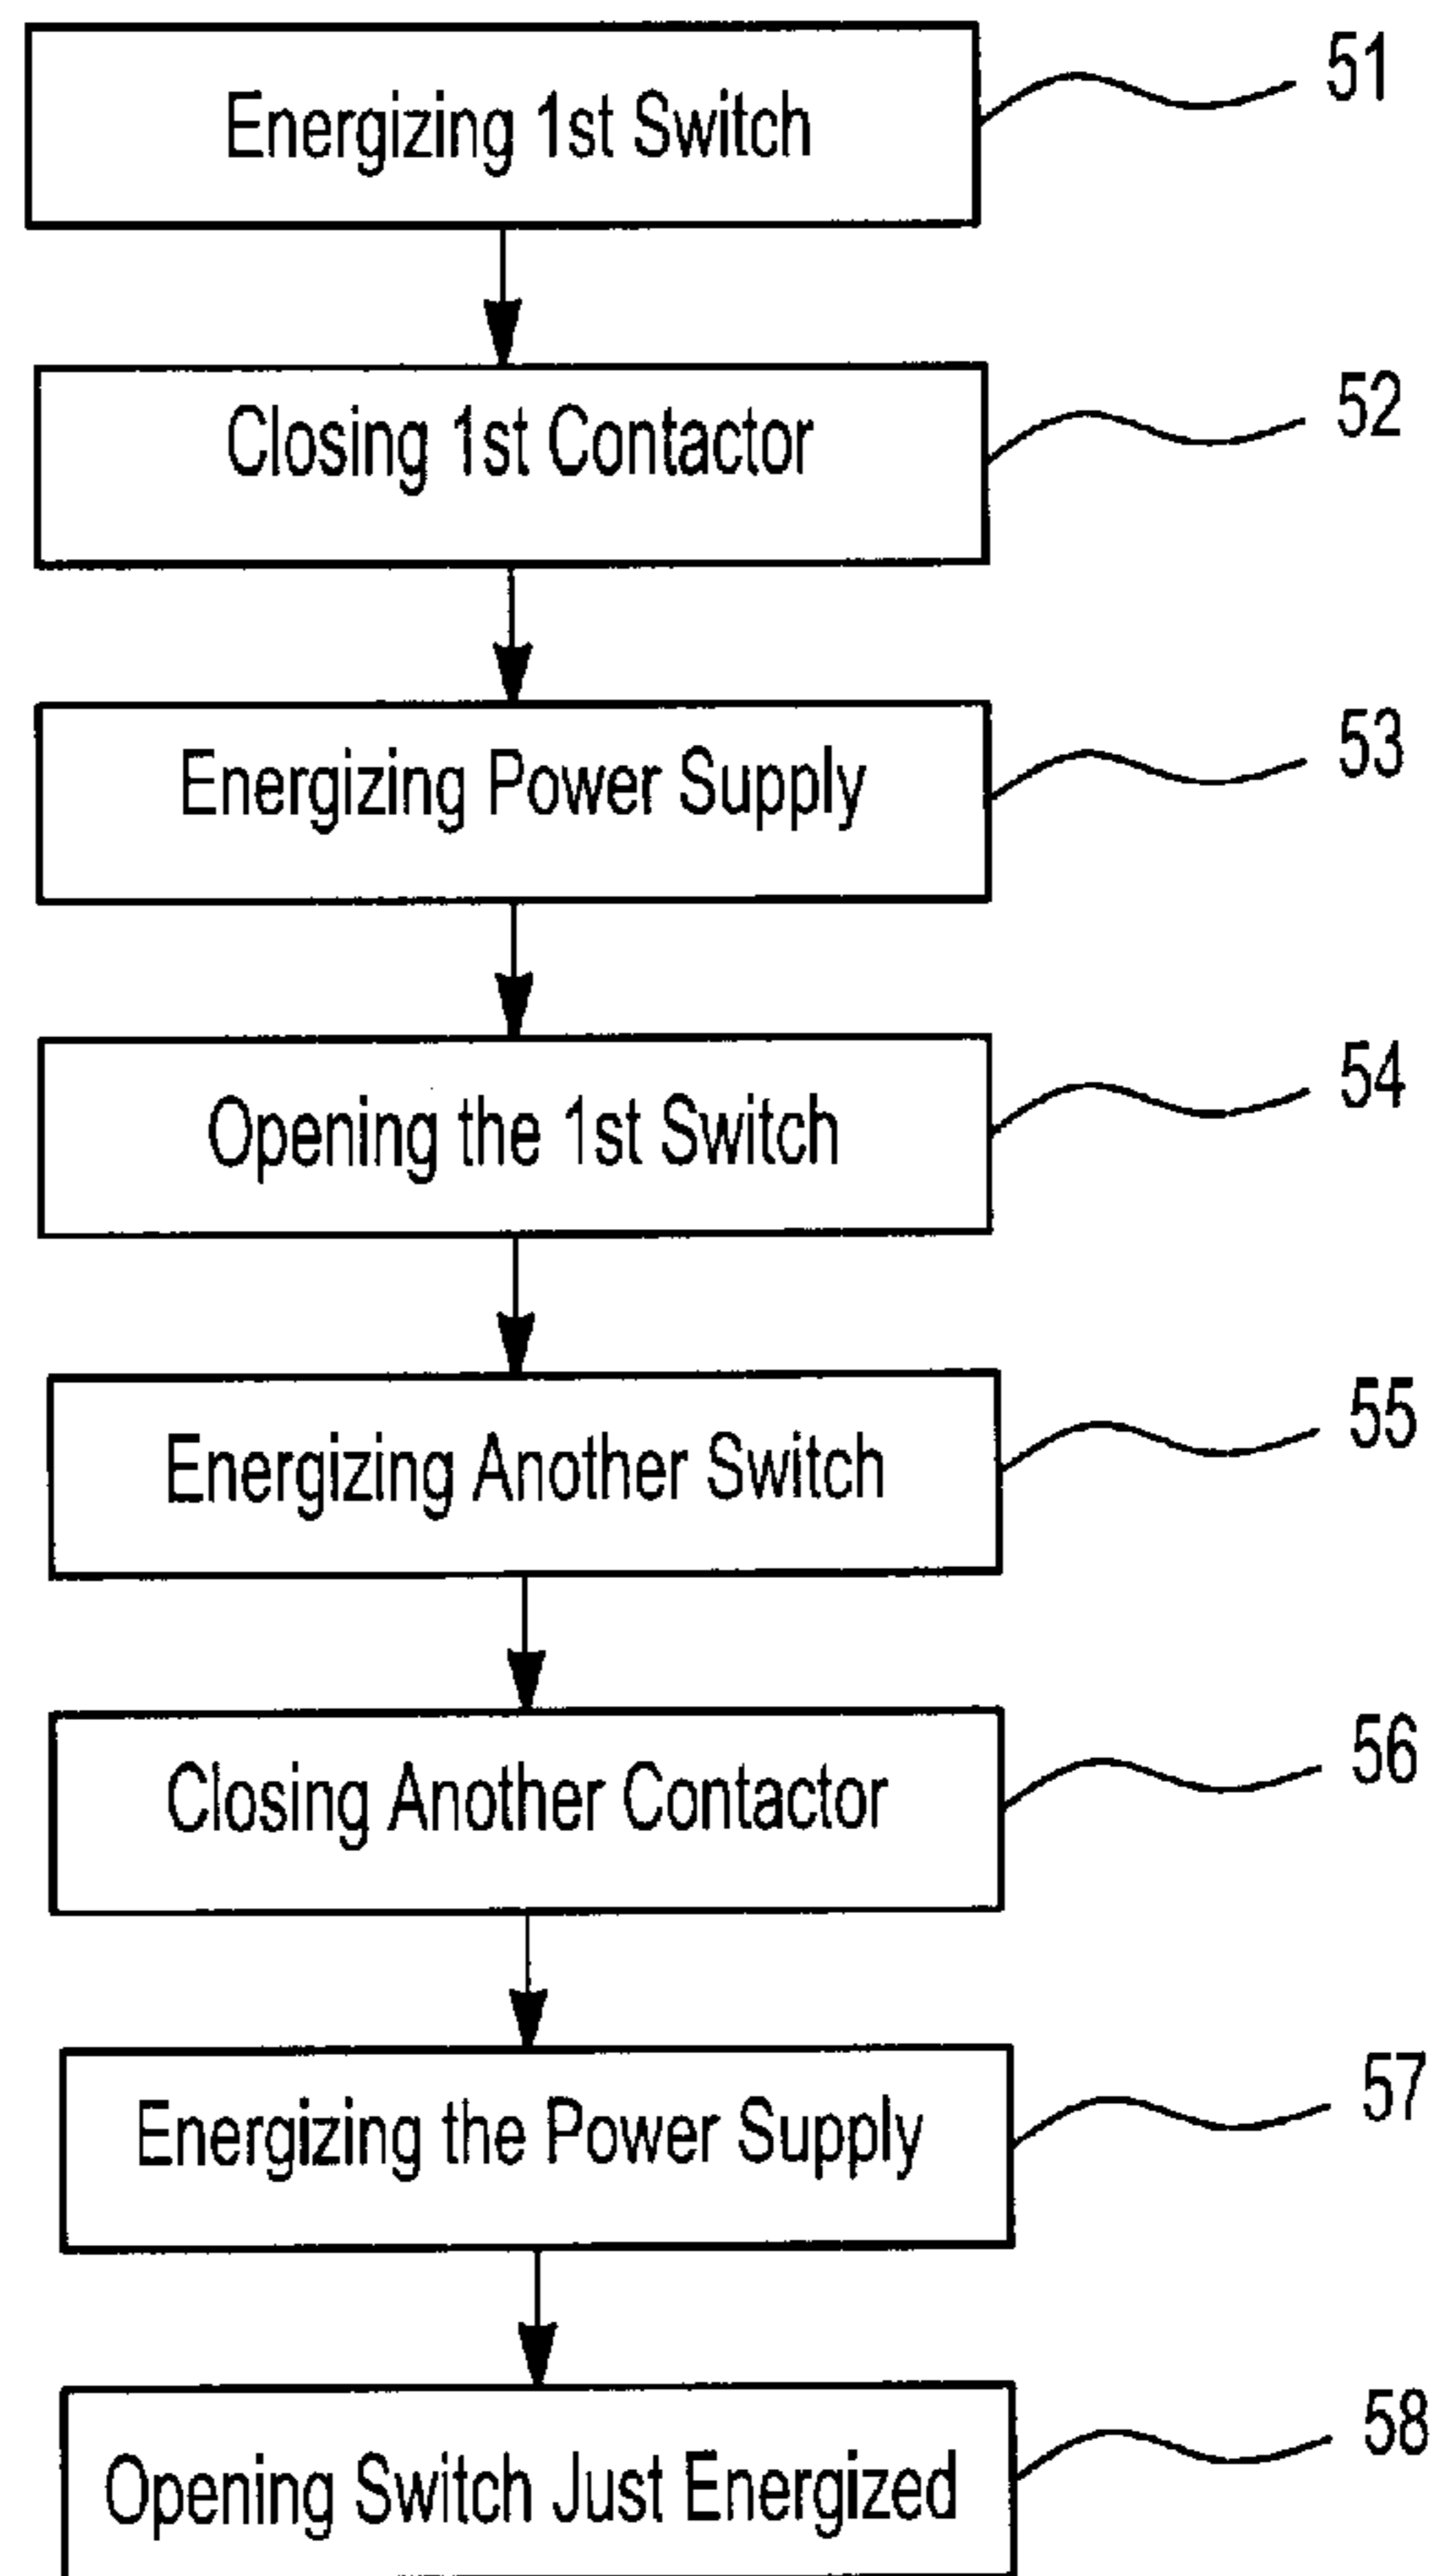 Energizing 1st Switch 51
Closing 1st Contactor 52
Energizing Power Supply 53
Opening the 1st Switch 54
Energizing Another Switch 55
Closing Another Contactor 56
Energizing the Power Supply 57
Opening Switch Just Energized 58